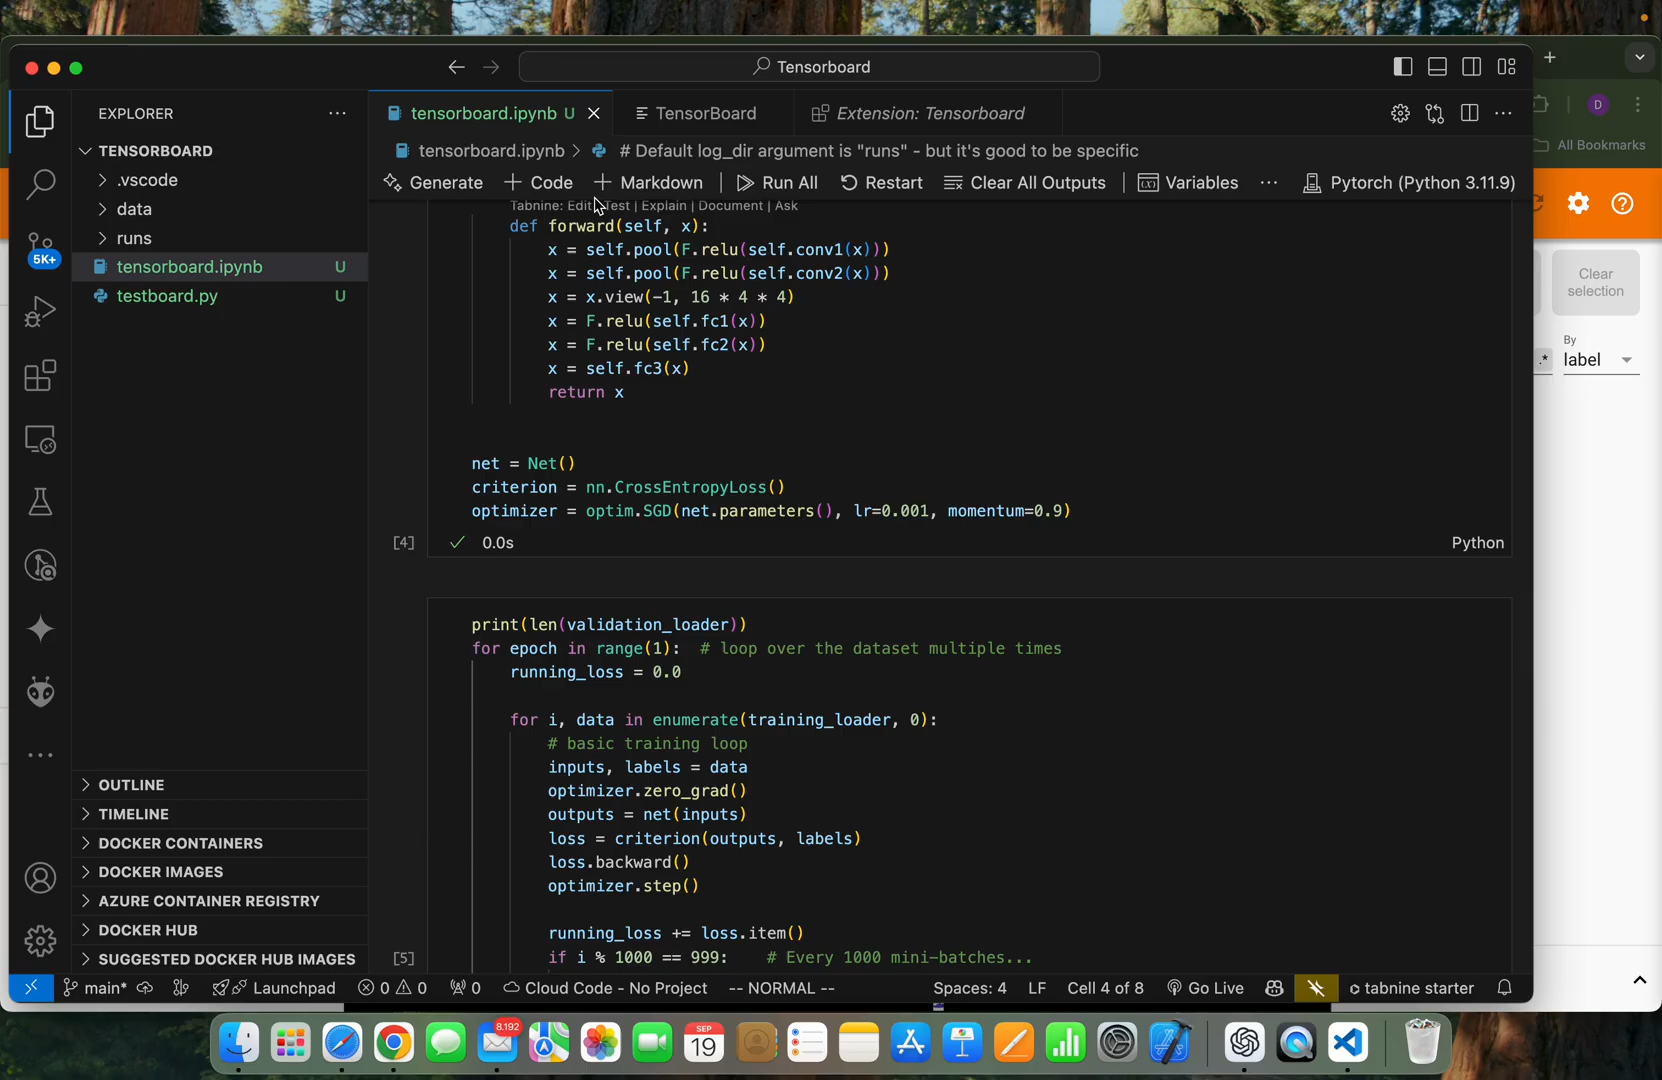 Tensorboard
EXPLORER
TENSORBOARD
.vscode
data
runs
tensorboard.ipynb U
testboard.py U
5K+
OUTLINE
TIMELINE
DOCKER CONTAINERS
DOCKER IMAGES
AZURE CONTAINER REGISTRY
DOCKER HUB
SUGGESTED DOCKER HUB IMAGES
tensorboard.ipynb U
TensorBoard
Extension: Tensorboard
tensorboard.ipynb > # Default log_dir argument is "runs" - but it's good to be specific
Generate + Code + Markdown Run All Restart Clear All Outputs Variables ... Pytorch (Python 3.11.9)
Tabnine: Edit | Test | Explain | Document | Ask
def forward(self, x):
x = self.pool(F.relu(self.conv1(x)))
x = self.pool(F.relu(self.conv2(x)))
x = x.view(-1, 16 * 4 * 4)
x = F.relu(self.fc1(x))
x = F.relu(self.fc2(x))
x = self.fc3(x)
return x
net = Net()
criterion = nn.CrossEntropyLoss()
optimizer = optim.SGD(net.parameters(), lr=0.001, momentum=0.9)
[4] 0.0s Python
print(len(validation_loader))
for epoch in range(1): # loop over the dataset multiple times
running_loss = 0.0
for i, data in enumerate(training_loader, 0):
# basic training loop
inputs, labels = data
optimizer.zero_grad()
outputs = net(inputs)
loss = criterion(outputs, labels)
loss.backward()
optimizer.step()
running_loss += loss.item()
[5] if i % 1000 == 999: # Every 1000 mini-batches...
main* Launchpad 0 0 0 Cloud Code - No Project -- NORMAL -- Spaces: 4 LF Cell 4 of 8 Go Live tabnine starter
D
All Bookmarks
Clear
selection
By
.* label
8.192
SEP
19